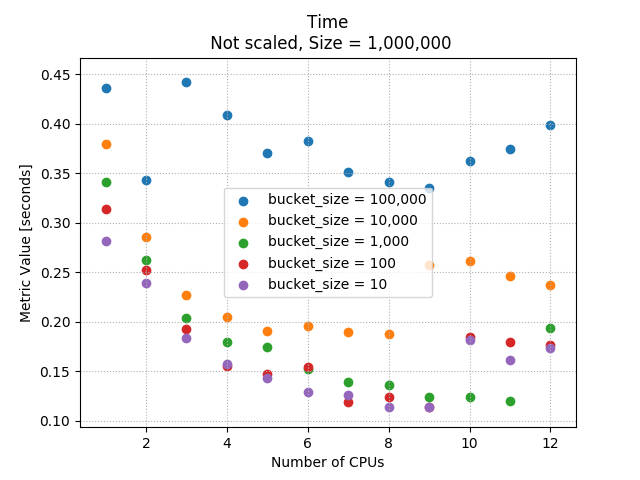 Time
Not scaled, Size = 1,000,000
Metric Value [seconds]
0.45
0.40
0.35
0.30
0.25
0.20
0.15
0.10
bucket_size = 100,000
bucket_size = 10,000
bucket_size = 1,000
bucket_size = 100
bucket_size = 10
2 4 6 8 10 12
Number of CPUs